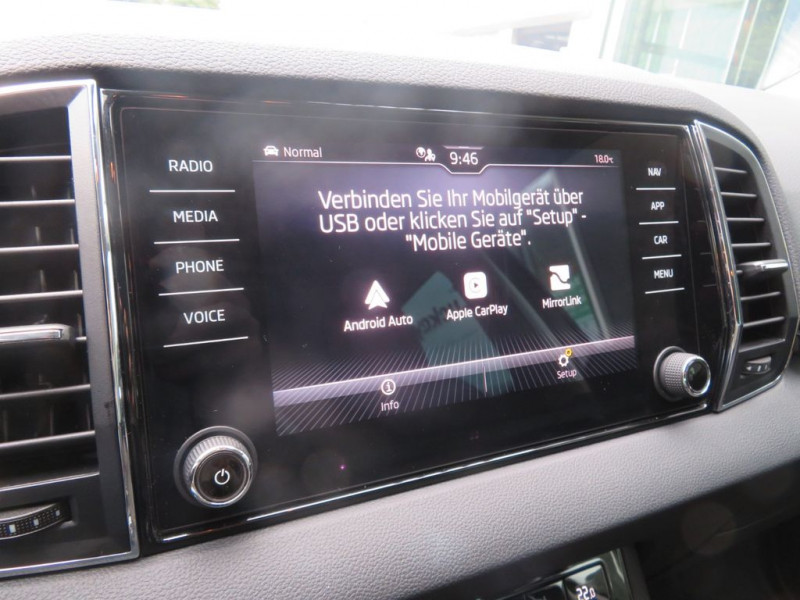 Normal
9:46
18.0°C
RADIO
MEDIA
PHONE
VOICE
Verbinden Sie Ihr Mobilgerät über
USB oder klicken Sie auf "Setup" -
"Mobile Geräte".
Android Auto
Apple CarPlay
MirrorLink
Info
Setup
NAV
APP
CAR
MENU